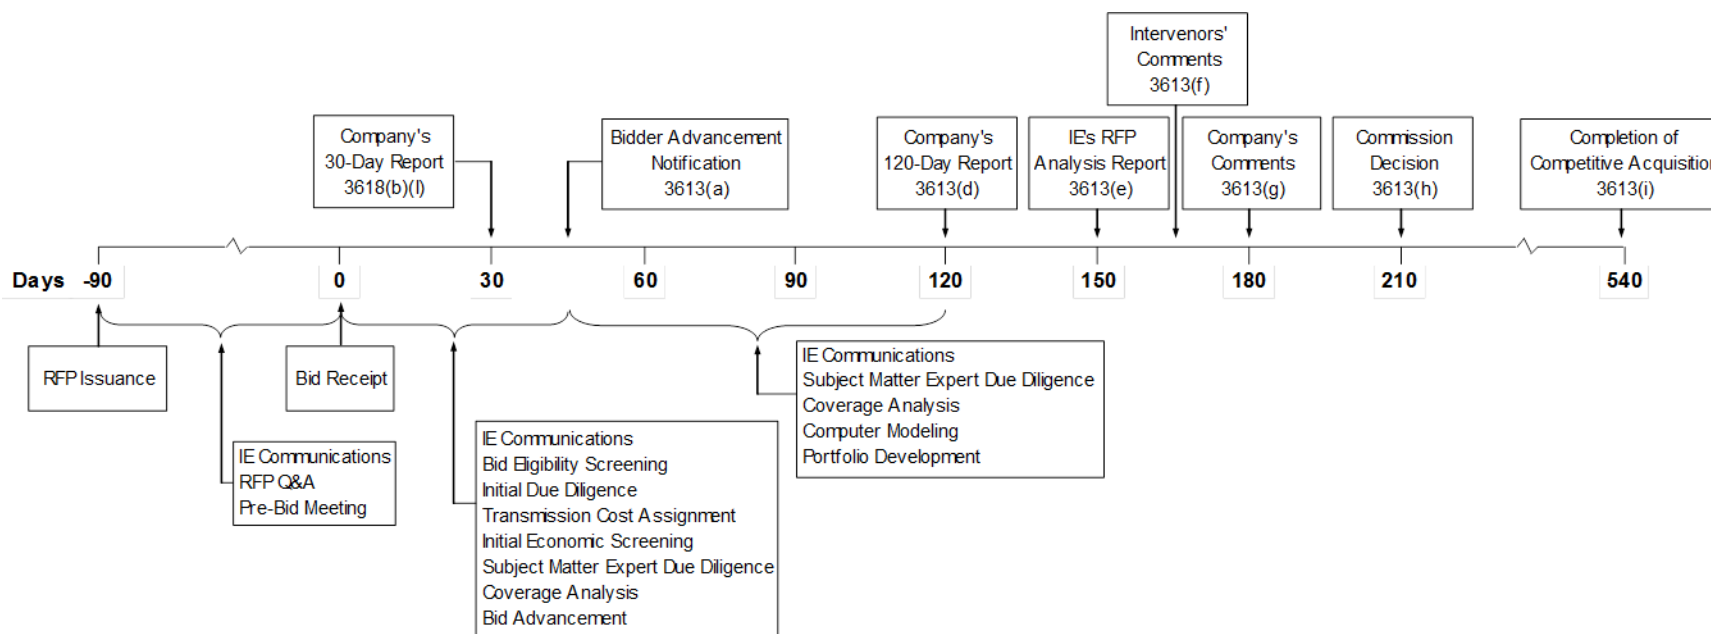 Intervenors'
Comments
3613(f)
Company's
30-Day Report
3618(b)(I)
Bidder Advancement
Notification
3613(a)
Company's
120-Day Report
3613(d)
IE's RFP
Analysis Report
3613(e)
Company's
Comments
3613(g)
Commission
Decision
3613(h)
Completion of
Competitive Acquisition
3613(i)
Days -90 0 30 60 90 120 150 180 210 540
RFP Issuance
Bid Receipt
IE Communications
RFP Q&A
Pre-Bid Meeting
IE Communications
Bid Eligibility Screening
Initial Due Diligence
Transmission Cost Assignment
Initial Economic Screening
Subject Matter Expert Due Diligence
Coverage Analysis
Bid Advancement
IE Communications
Subject Matter Expert Due Diligence
Coverage Analysis
Computer Modeling
Portfolio Development